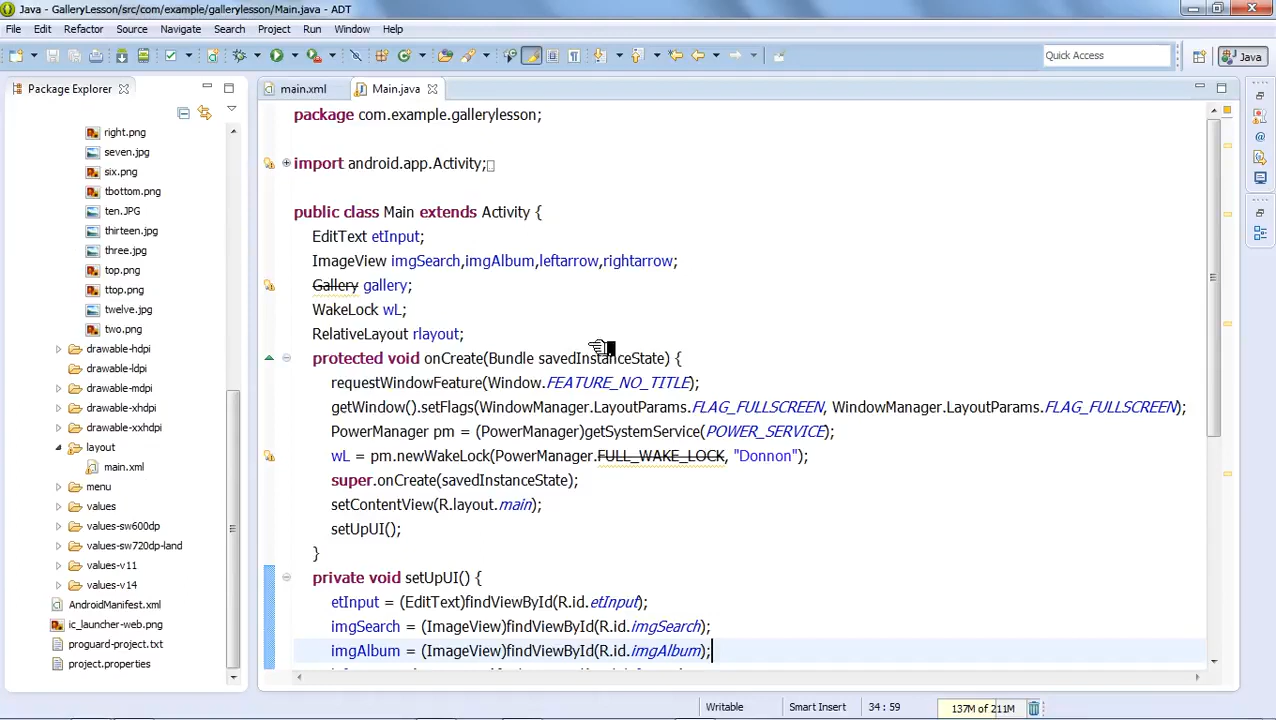 Java - GalleryLesson/src/com/example/gallerylesson/Main.java - ADT
File Edit Refactor Source Navigate Search Project Run Window Help
Quick Access
Java
Package Explorer
main.xml
Main.java
right.png
seven.jpg
six.png
tbottom.png
ten.JPG
thirteen.jpg
three.jpg
top.png
ttop.png
twelve.jpg
two.png
drawable-hdpi
drawable-ldpi
drawable-mdpi
drawable-xhdpi
drawable-xxhdpi
layout
main.xml
menu
values
values-sw600dp
values-sw720dp-land
values-v11
values-v14
AndroidManifest.xml
ic_launcher-web.png
proguard-project.txt
project.properties
package com.example.gallerylesson;
import android.app.Activity;
public class Main extends Activity {
EditText etInput;
ImageView imgSearch,imgAlbum,leftarrow,rightarrow;
Gallery gallery;
WakeLock wL;
RelativeLayout rlayout;
protected void onCreate(Bundle savedInstanceState) {
requestWindowFeature(Window.FEATURE_NO_TITLE);
getWindow().setFlags(WindowManager.LayoutParams.FLAG_FULLSCREEN, WindowManager.LayoutParams.FLAG_FULLSCREEN);
PowerManager pm = (PowerManager)getSystemService(POWER_SERVICE);
wL = pm.newWakeLock(PowerManager.FULL_WAKE_LOCK, "Donnon");
super.onCreate(savedInstanceState);
setContentView(R.layout.main);
setUpUI();
}
private void setUpUI() {
etInput = (EditText)findViewById(R.id.etInput);
imgSearch = (ImageView)findViewById(R.id.imgSearch);
imgAlbum = (ImageView)findViewById(R.id.imgAlbum);
Writable
Smart Insert
34 : 59
137M of 211M